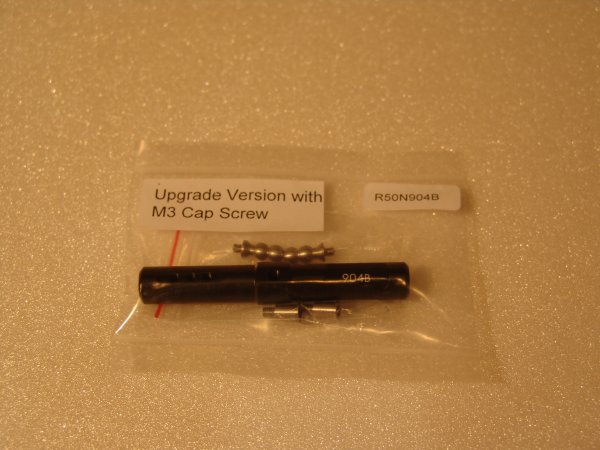 Upgrade Version with
M3 Cap Screw
R50N904B
904B